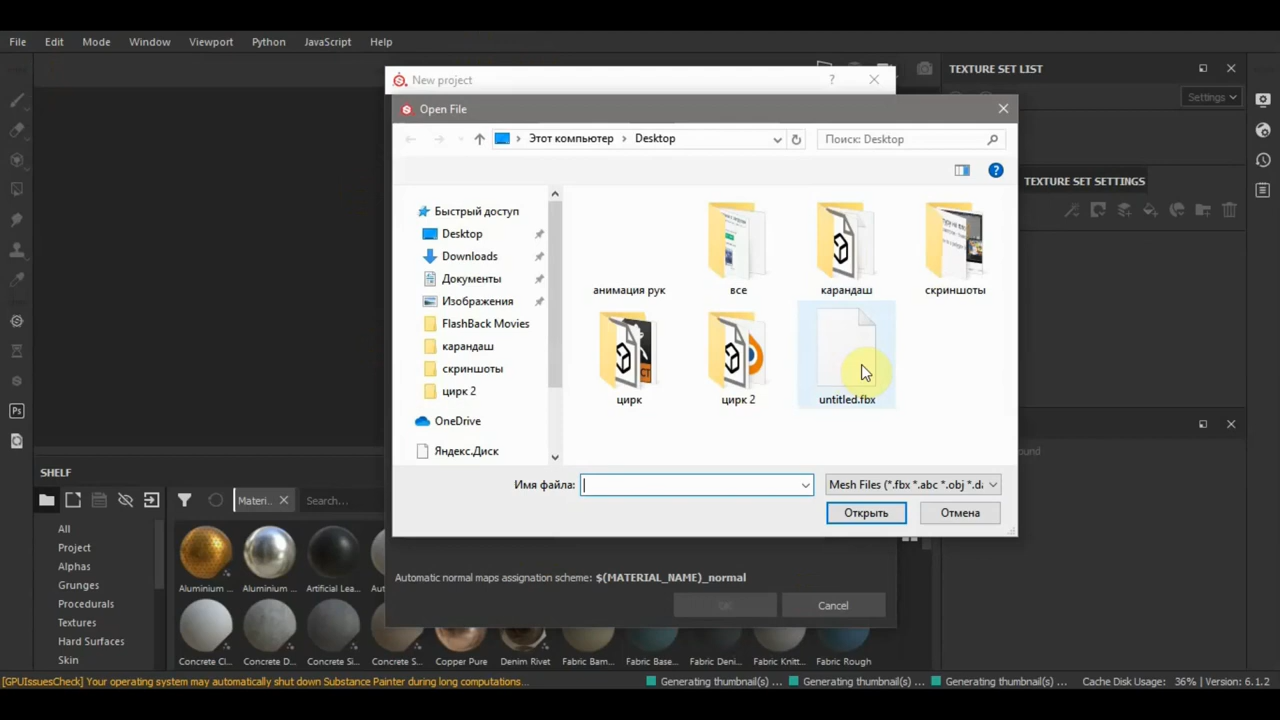 File Edit Mode Window Viewport Python JavaScript Help
New project ?
TEXTURE SET LIST
Settings
Open File
Этот компьютер › Desktop
Поиск: Desktop
TEXTURE SET SETTINGS
Быстрый доступ
Desktop
Downloads
Документы
Изображения
FlashBack Movies
карандаш
скриншоты
цирк 2
OneDrive
Яндекс.Диск
анимация рук все карандаш скриншоты
цирк цирк 2 untitled.fbx
Имя файла:
Mesh Files (*.fbx *.abc *.obj *.da
Открыть Отмена
SHELF
Materi...
Search...
All
Project
Alphas
Grunges
Procedurals
Textures
Hard Surfaces
Skin
Automatic normal maps assignation scheme: $(MATERIAL_NAME)_normal
OK Cancel
Aluminium ... Aluminium ... Artificial Lea...
Concrete Cl... Concrete D... Concrete Si... Concrete S... Copper Pure Denim Rivet Fabric Bam... Fabric Base... Fabric Deni... Fabric Knitt... Fabric Rough
[GPUIssuesCheck] Your operating system may automatically shut down Substance Painter during long computations...
Generating thumbnail(s) ... Generating thumbnail(s) ... Generating thumbnail(s) ... Cache Disk Usage: 36% | Version: 6.1.2